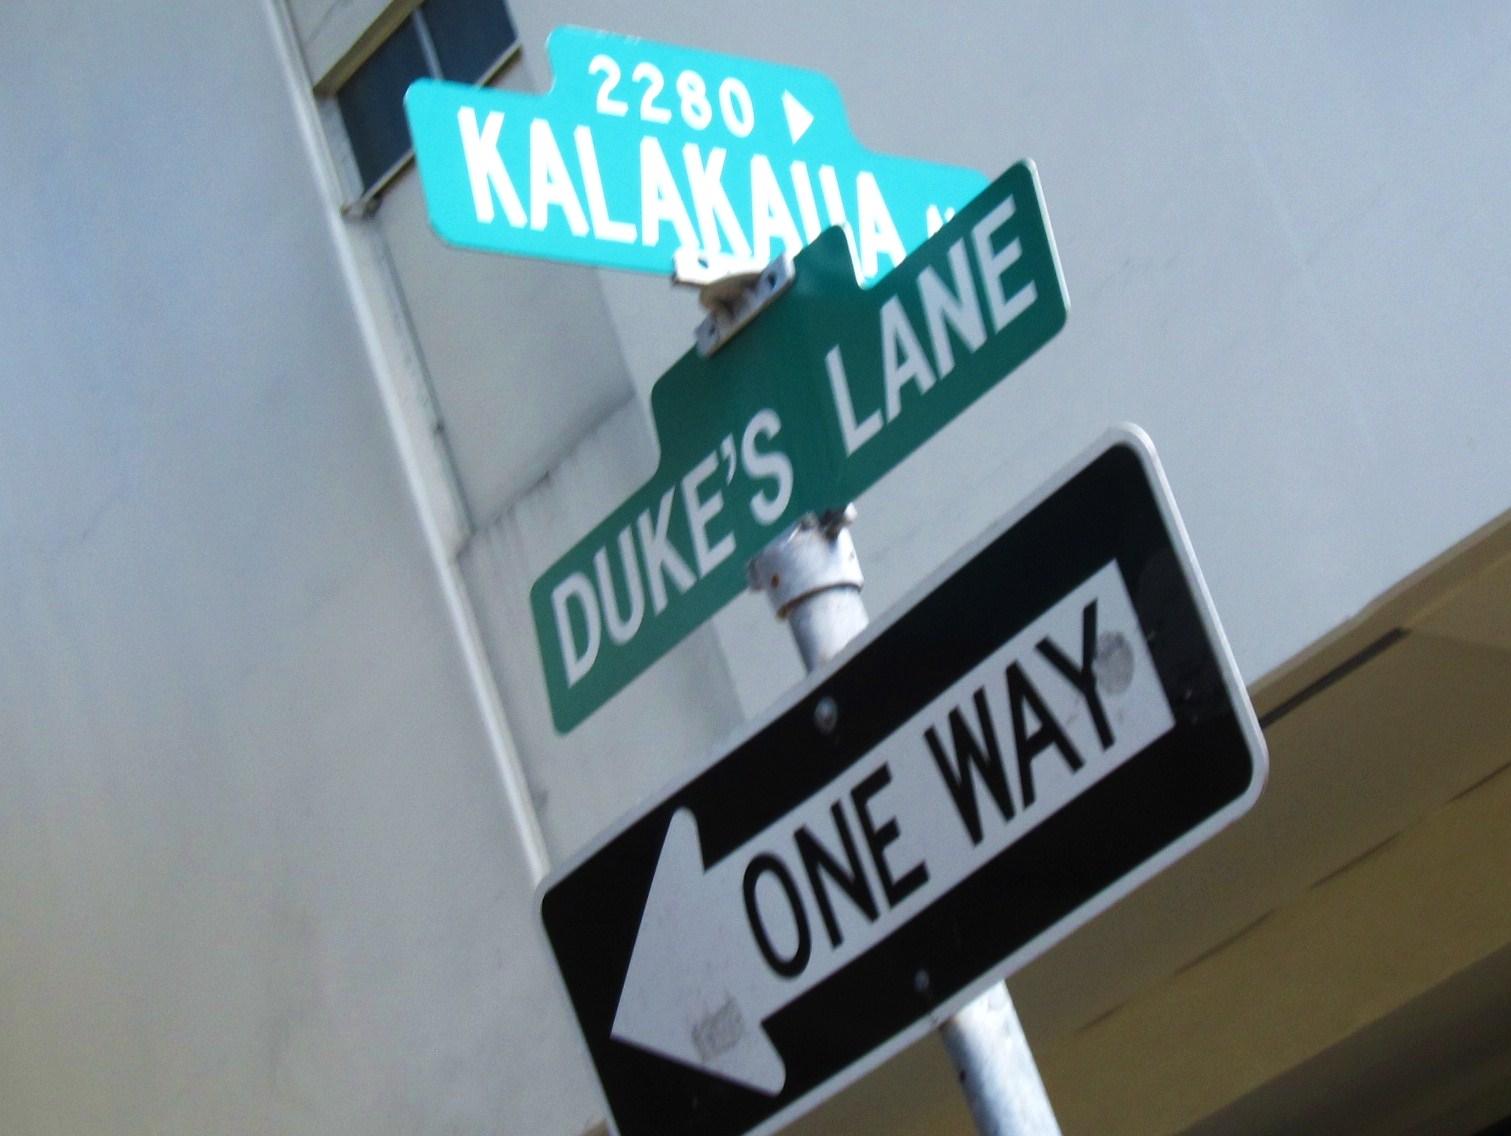 2280
KALAKAUA
DUKE'S LANE
ONE WAY